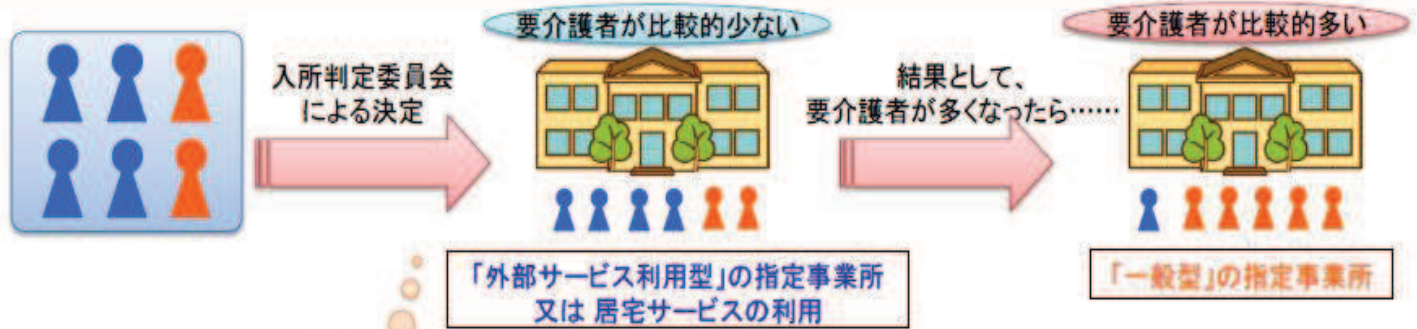 要介護者が比較的少ない
要介護者が比較的多い
入所判定委員会
による決定
結果として、
要介護者が多くなったら……
「外部サービス利用型」の指定事業所
又は 居宅サービスの利用
「一般型」の指定事業所